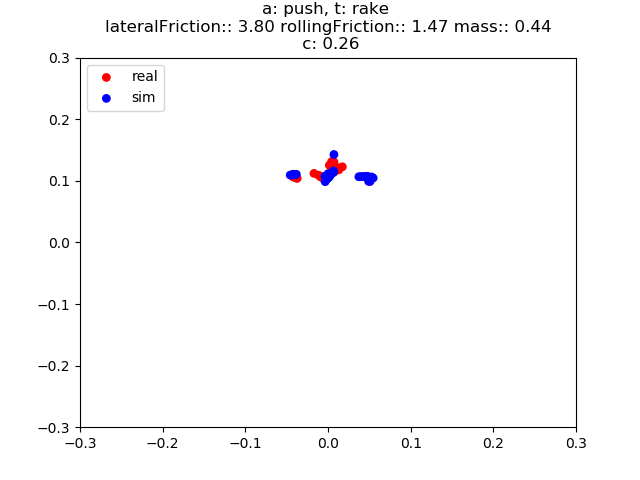 a: push, t: rake
lateralFriction:: 3.80 rollingFriction:: 1.47 mass:: 0.44
c: 0.26
real
sim
0.3
0.2
0.1
0.0
−0.1
−0.2
−0.3
−0.3 −0.2 −0.1 0.0 0.1 0.2 0.3